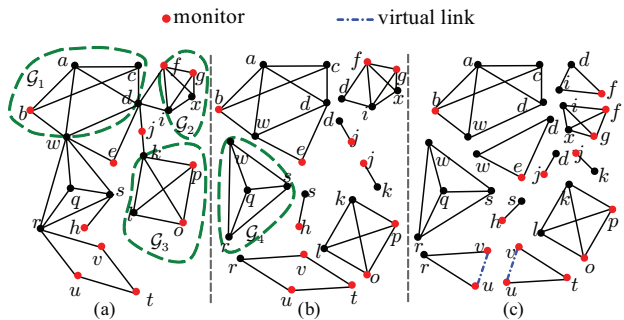 monitor virtual link
a c f g
G1 G2
b d i x
w j
e k p
q s
l o
r h G3
v
u t
(a)
a c f g
b d i x
w d j
e j
w s k
q s k
h p
r G4 l
r v o
u t
(b)
a c d
i f
b d i f
w d x g
w e j d j k
w s k
q s p
h l
r v v o
r u u t
(c)